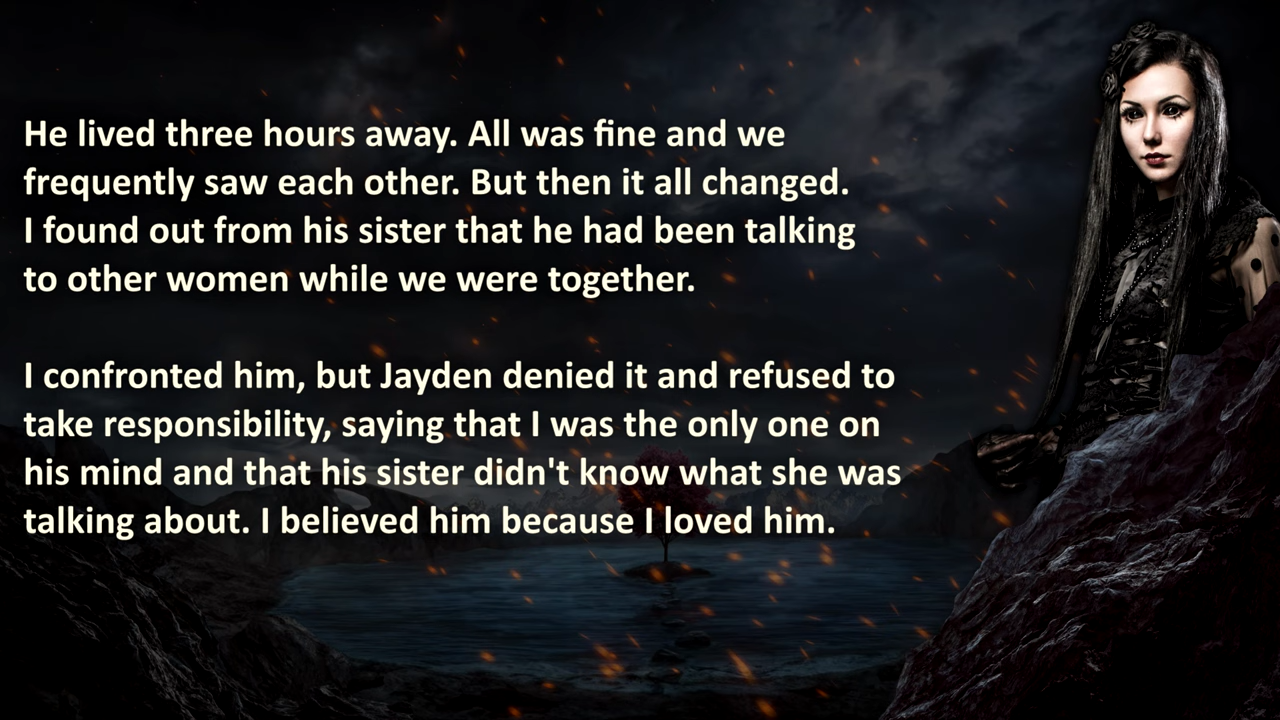 He lived three hours away. All was fine and we
frequently saw each other. But then it all changed.
I found out from his sister that he had been talking
to other women while we were together.
I confronted him, but Jayden denied it and refused to
take responsibility, saying that I was the only one on
his mind and that his sister didn't know what she was
talking about. I believed him because I loved him.